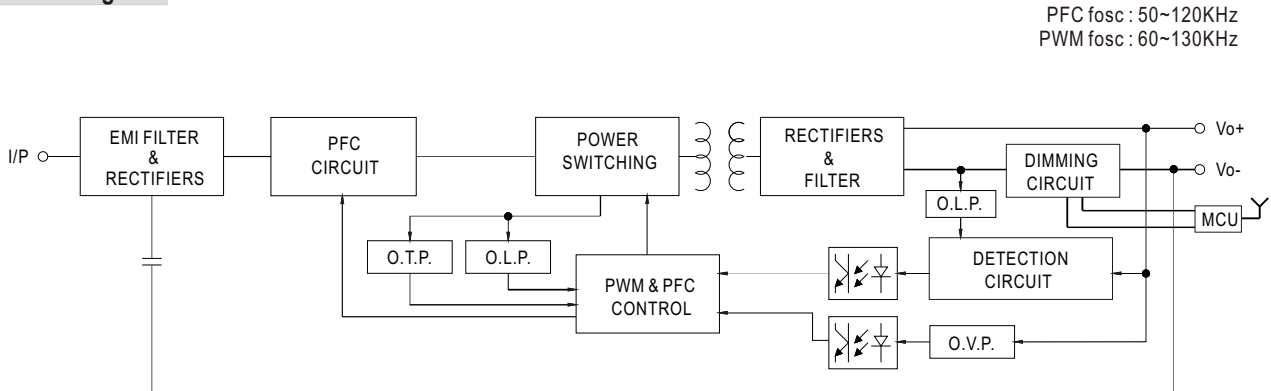 PFC fosc : 50~120KHz
PWM fosc : 60~130KHz
I/P
EMI FILTER
&
RECTIFIERS
PFC
CIRCUIT
POWER
SWITCHING
RECTIFIERS
&
FILTER
DIMMING
CIRCUIT
Vo+
Vo-
O.L.P.
MCU
O.T.P.
O.L.P.
PWM & PFC
CONTROL
DETECTION
CIRCUIT
O.V.P.